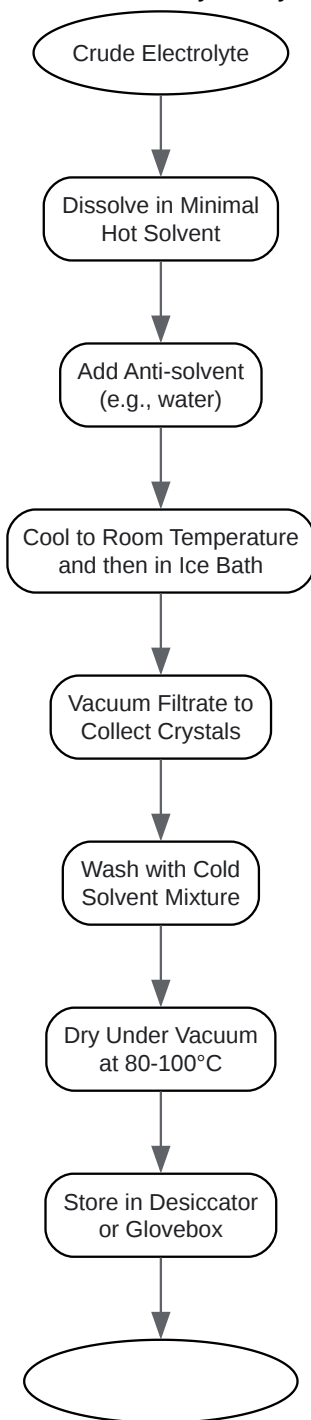 Crude Electrolyte
Dissolve in Minimal
Hot Solvent
Add Anti-solvent
(e.g., water)
Cool to Room Temperature
and then in Ice Bath
Vacuum Filtrate to
Collect Crystals
Wash with Cold
Solvent Mixture
Dry Under Vacuum
at 80-100°C
Store in Desiccator
or Glovebox